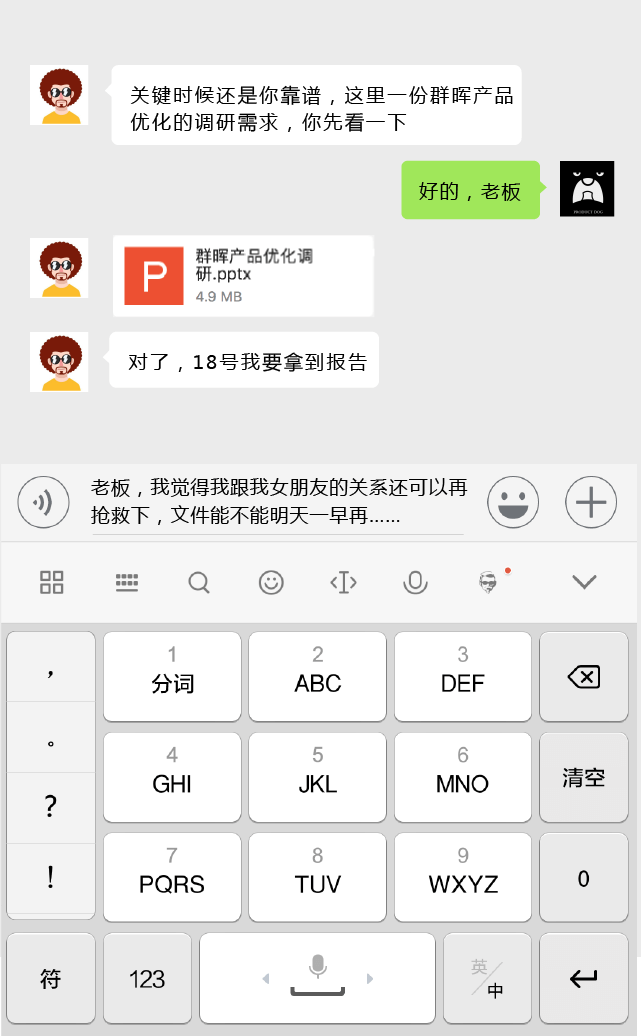 关键时候还是你靠谱，这里一份群晖产品
优化的调研需求，你先看一下
好的，老板
PRODUCT DOG
P
群晖产品优化调
研.pptx
4.9 MB
对了，18号我要拿到报告
老板，我觉得我跟我女朋友的关系还可以再
抢救下，文件能不能明天一早再......
，
1
分词
2
ABC
3
DEF
。
4
GHI
5
JKL
6
MNO
清空
?
!
7
PQRS
8
TUV
9
WXYZ
0
符
123
英
中